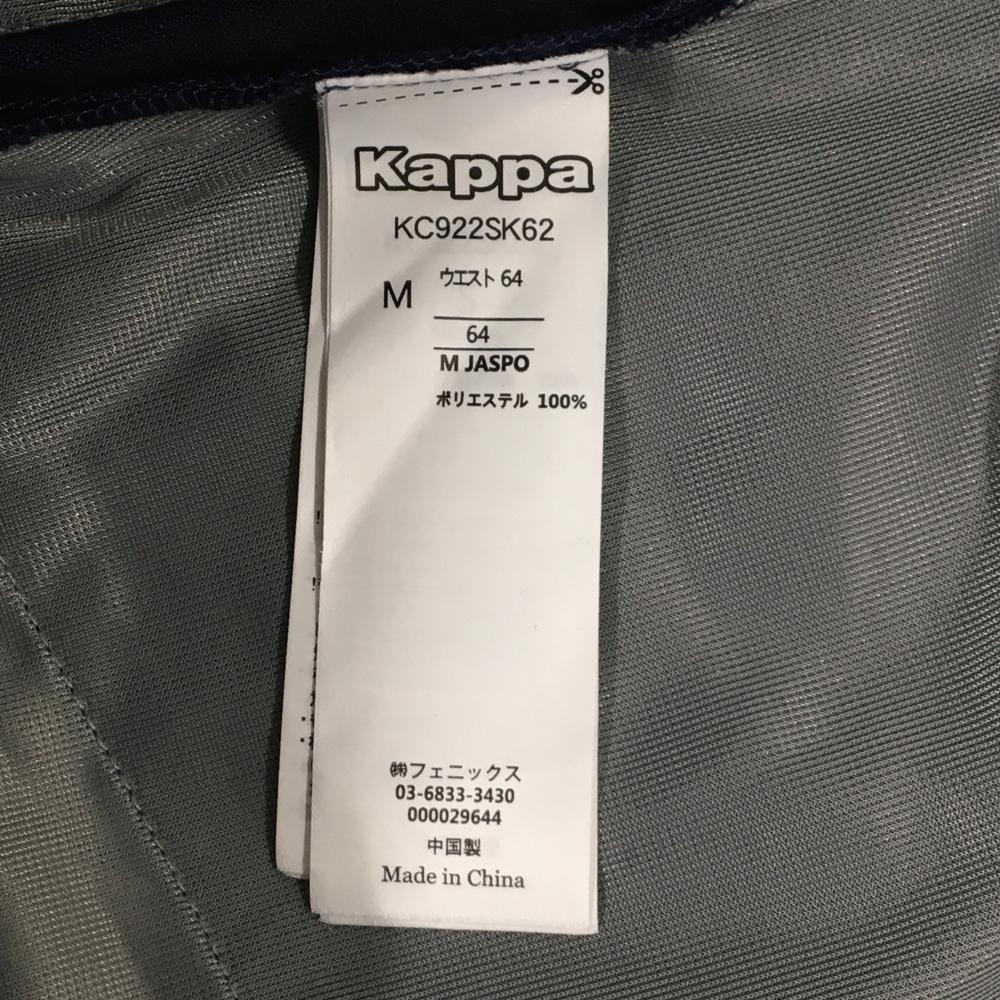 Kappa
KC922SK62
M
ウエスト 64
64
M JASPO
ポリエステル 100%
㈱フェニックス
03-6833-3430
000029644
中国製
Made in China